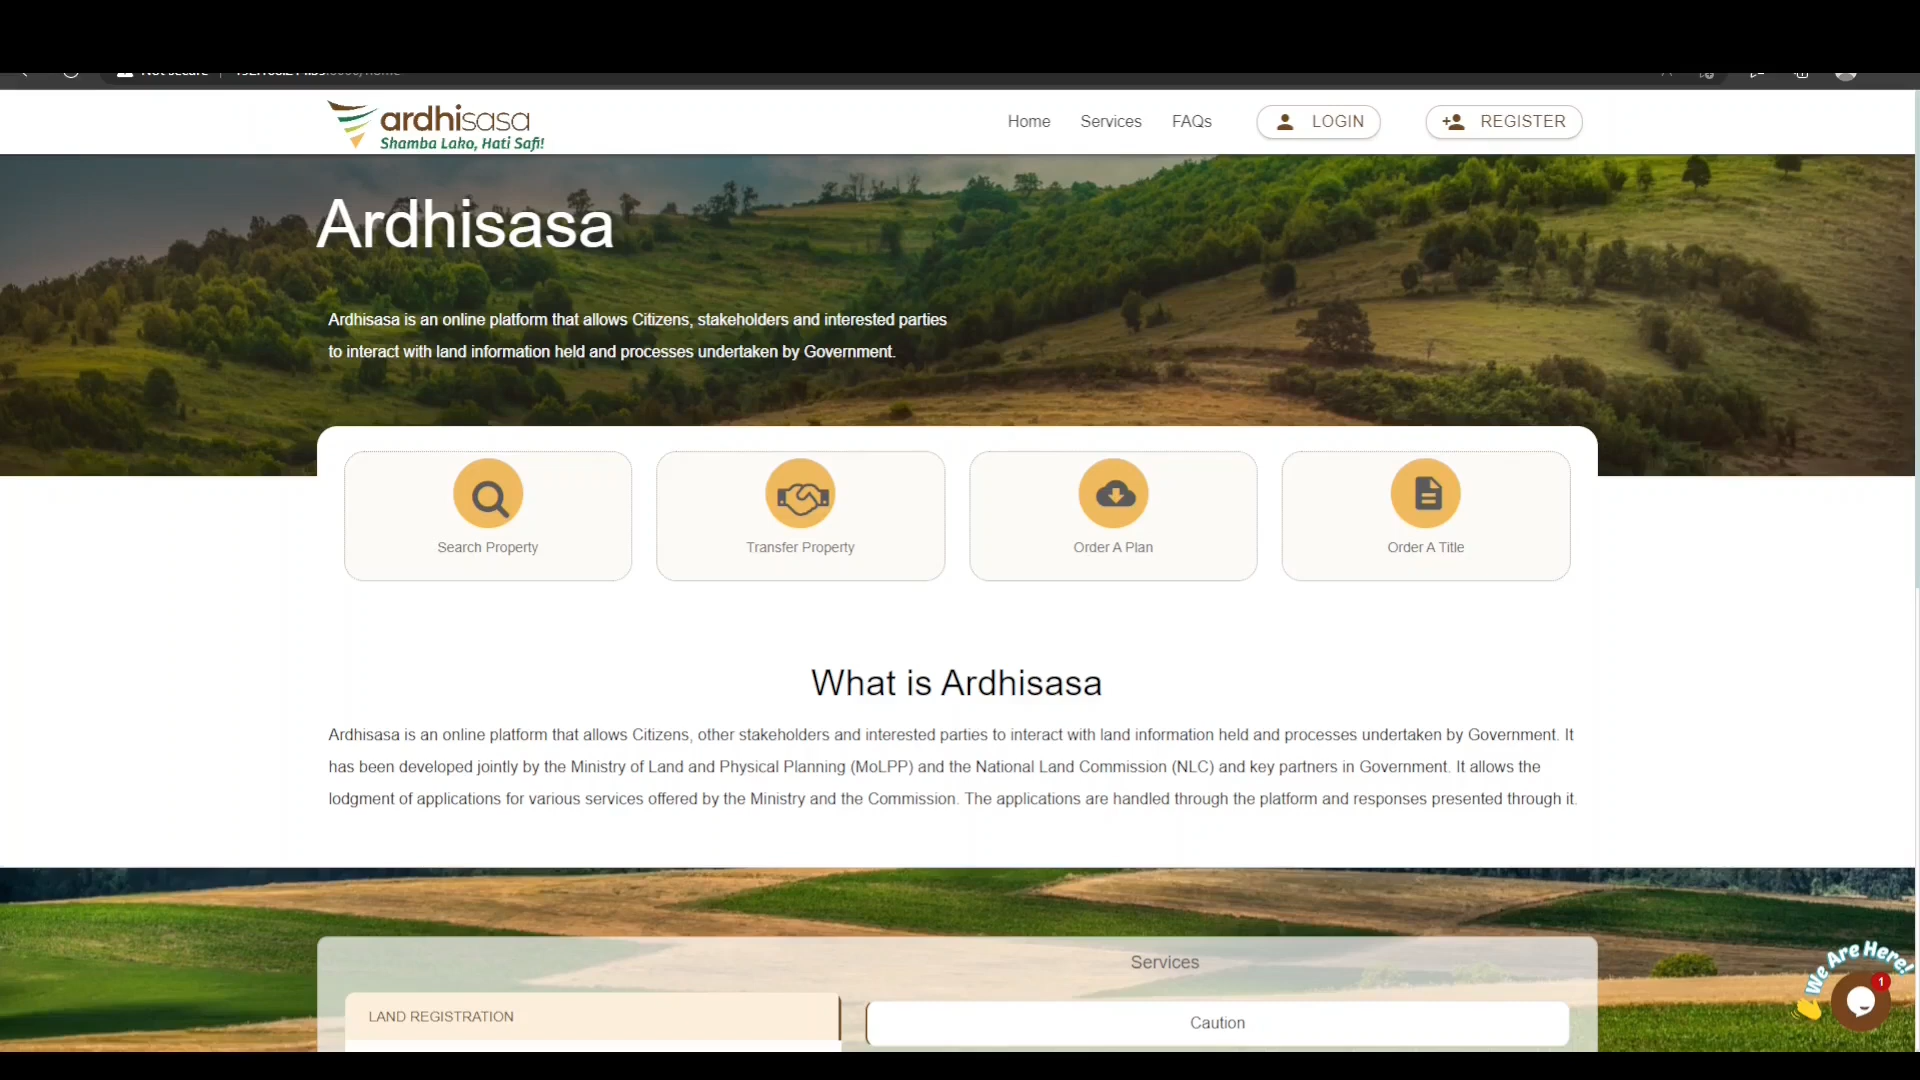 Not secure
ardhisasa
Shamba Lako, Hati Safi!
Home Services FAQs LOGIN REGISTER
Ardhisasa
Ardhisasa is an online platform that allows Citizens, stakeholders and interested parties
to interact with land information held and processes undertaken by Government.
Search Property Transfer Property Order A Plan Order A Title
What is Ardhisasa
Ardhisasa is an online platform that allows Citizens, other stakeholders and interested parties to interact with land information held and processes undertaken by Government. It
has been developed jointly by the Ministry of Land and Physical Planning (MoLPP) and the National Land Commission (NLC) and key partners in Government. It allows the
lodgment of applications for various services offered by the Ministry and the Commission. The applications are handled through the platform and responses presented through it.
Services
We Are Here!
1
LAND REGISTRATION
Caution